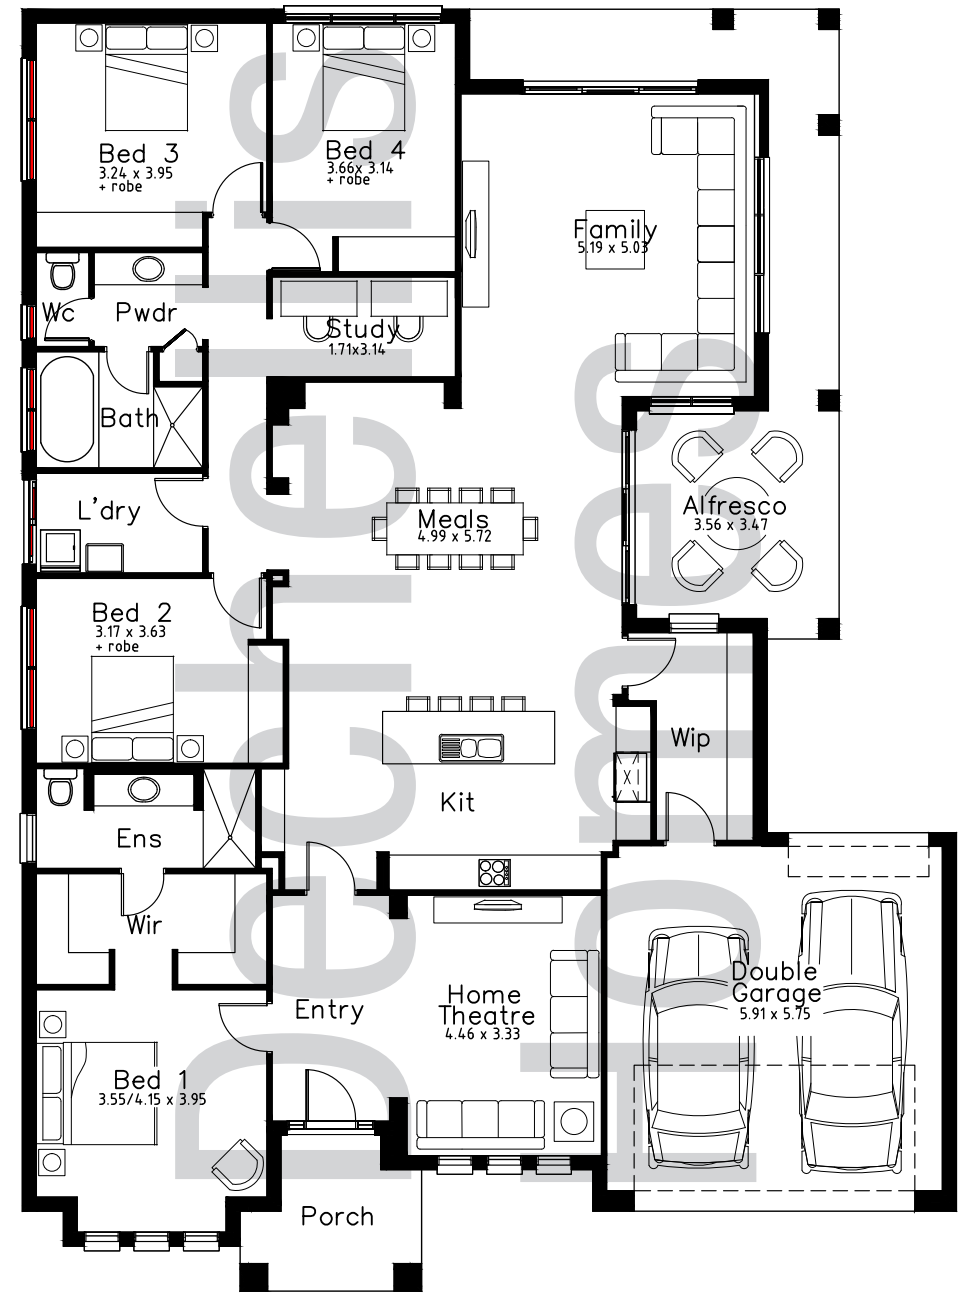 Bed 3
3.24 x 3.95
+ robe
Bed 4
3.66x 3.14
+ robe
Family
5.19 x 5.03
Wc
Pwdr
Study
1.71x3.14
Bath
L'dry
Meals
4.99 x 5.72
Alfresco
3.56 x 3.47
Bed 2
3.17 x 3.63
+ robe
Wip
Kit
Ens
Wir
Entry
Home
Theatre
4.46 x 3.33
Double
Garage
5.91 x 5.75
Bed 1
3.55/4.15 x 3.95
Porch
Dechellis
Homes